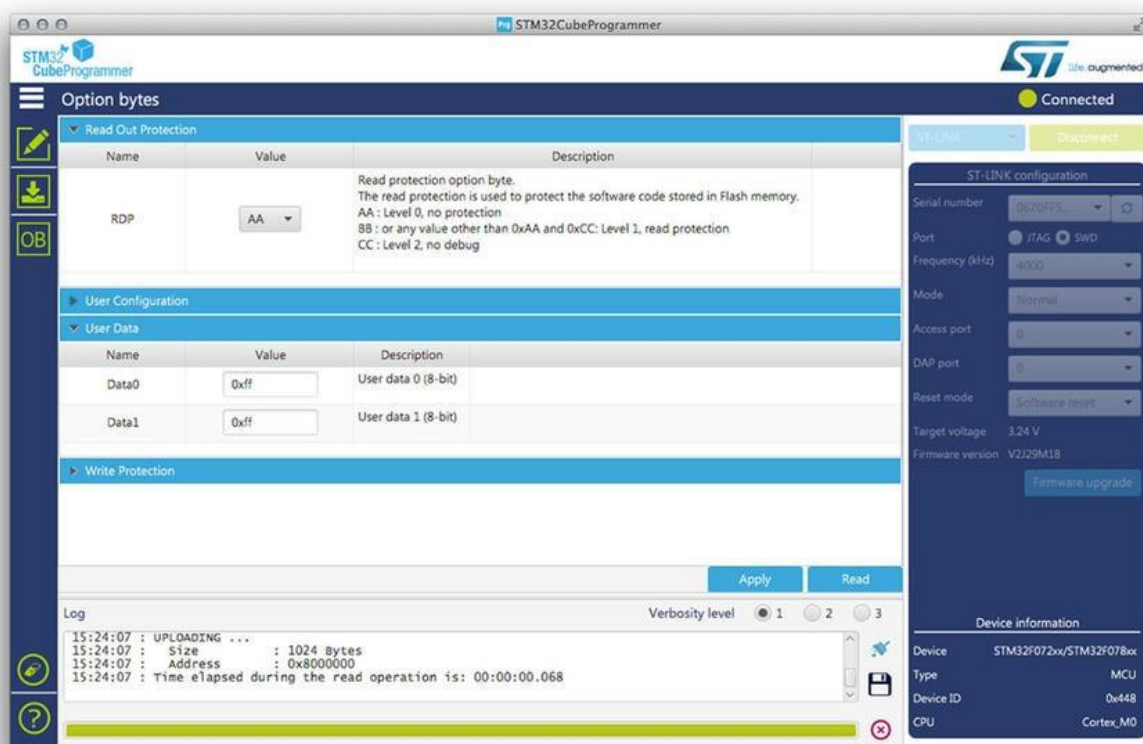 STM32CubeProgrammer
STM32
CubeProgrammer
ST
life.augmented
Option bytes
Connected
Read Out Protection
ST-LINK
Disconnect
Name Value Description
RDP AA
Read protection option byte.
The read protection is used to protect the software code stored in Flash memory.
AA : Level 0, no protection
BB : or any value other than 0xAA and 0xCC: Level 1, read protection
CC : Level 2, no debug
User Configuration
User Data
Name Value Description
Data0 0xff User data 0 (8-bit)
Data1 0xff User data 1 (8-bit)
Write Protection
Apply Read
ST-LINK configuration
Serial number 0670FF5...
Port JTAG SWD
Frequency (kHz) 4000
Mode Normal
Access port 0
DAP port 0
Reset mode Software reset
Target voltage 3.24 V
Firmware version V2J29M18
Firmware upgrade
OB
Log Verbosity level 1 2 3
15:24:07 : UPLOADING ...
15:24:07 : Size : 1024 Bytes
15:24:07 : Address : 0x8000000
15:24:07 : Time elapsed during the read operation is: 00:00:00.068
Device information
Device STM32F072xx/STM32F078xx
Type MCU
Device ID 0x448
CPU Cortex_M0